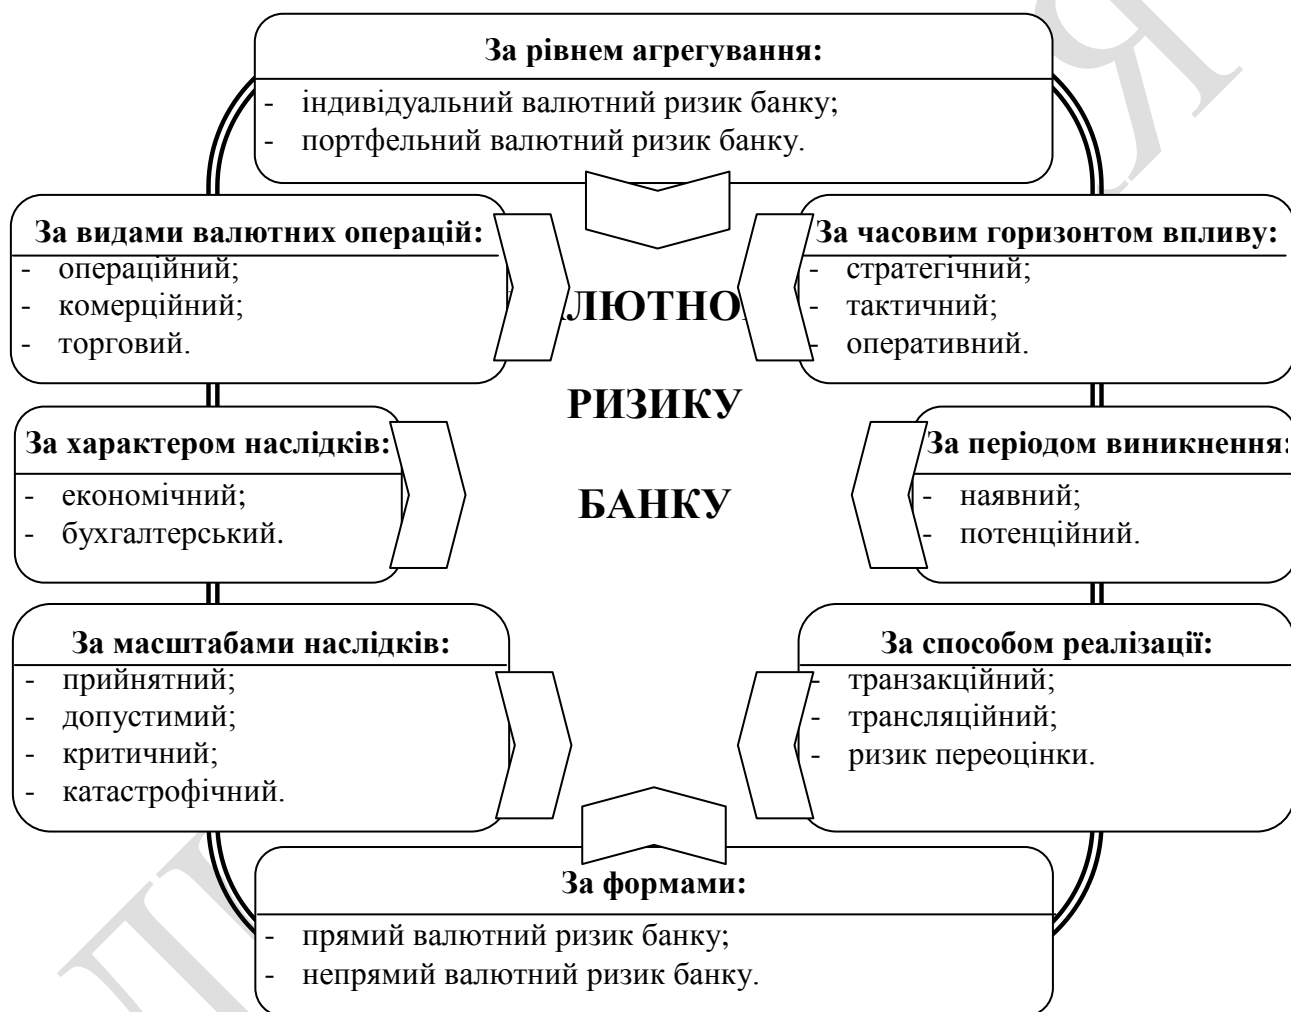 За рівнем агрегування:
- індивідуальний валютний ризик банку;
- портфельний валютний ризик банку.
За видами валютних операцій:
- операційний;
- комерційний;
- торговий.
За часовим горизонтом впливу:
- стратегічний;
- тактичний;
- оперативний.
РИЗИКУ
БАНКУ
За характером наслідків:
- економічний;
- бухгалтерський.
За періодом виникнення:
- наявний;
- потенційний.
За масштабами наслідків:
- прийнятний;
- допустимий;
- критичний;
- катастрофічний.
За способом реалізації:
- транзакційний;
- трансляційний;
- ризик переоцінки.
За формами:
- прямий валютний ризик банку;
- непрямий валютний ризик банку.